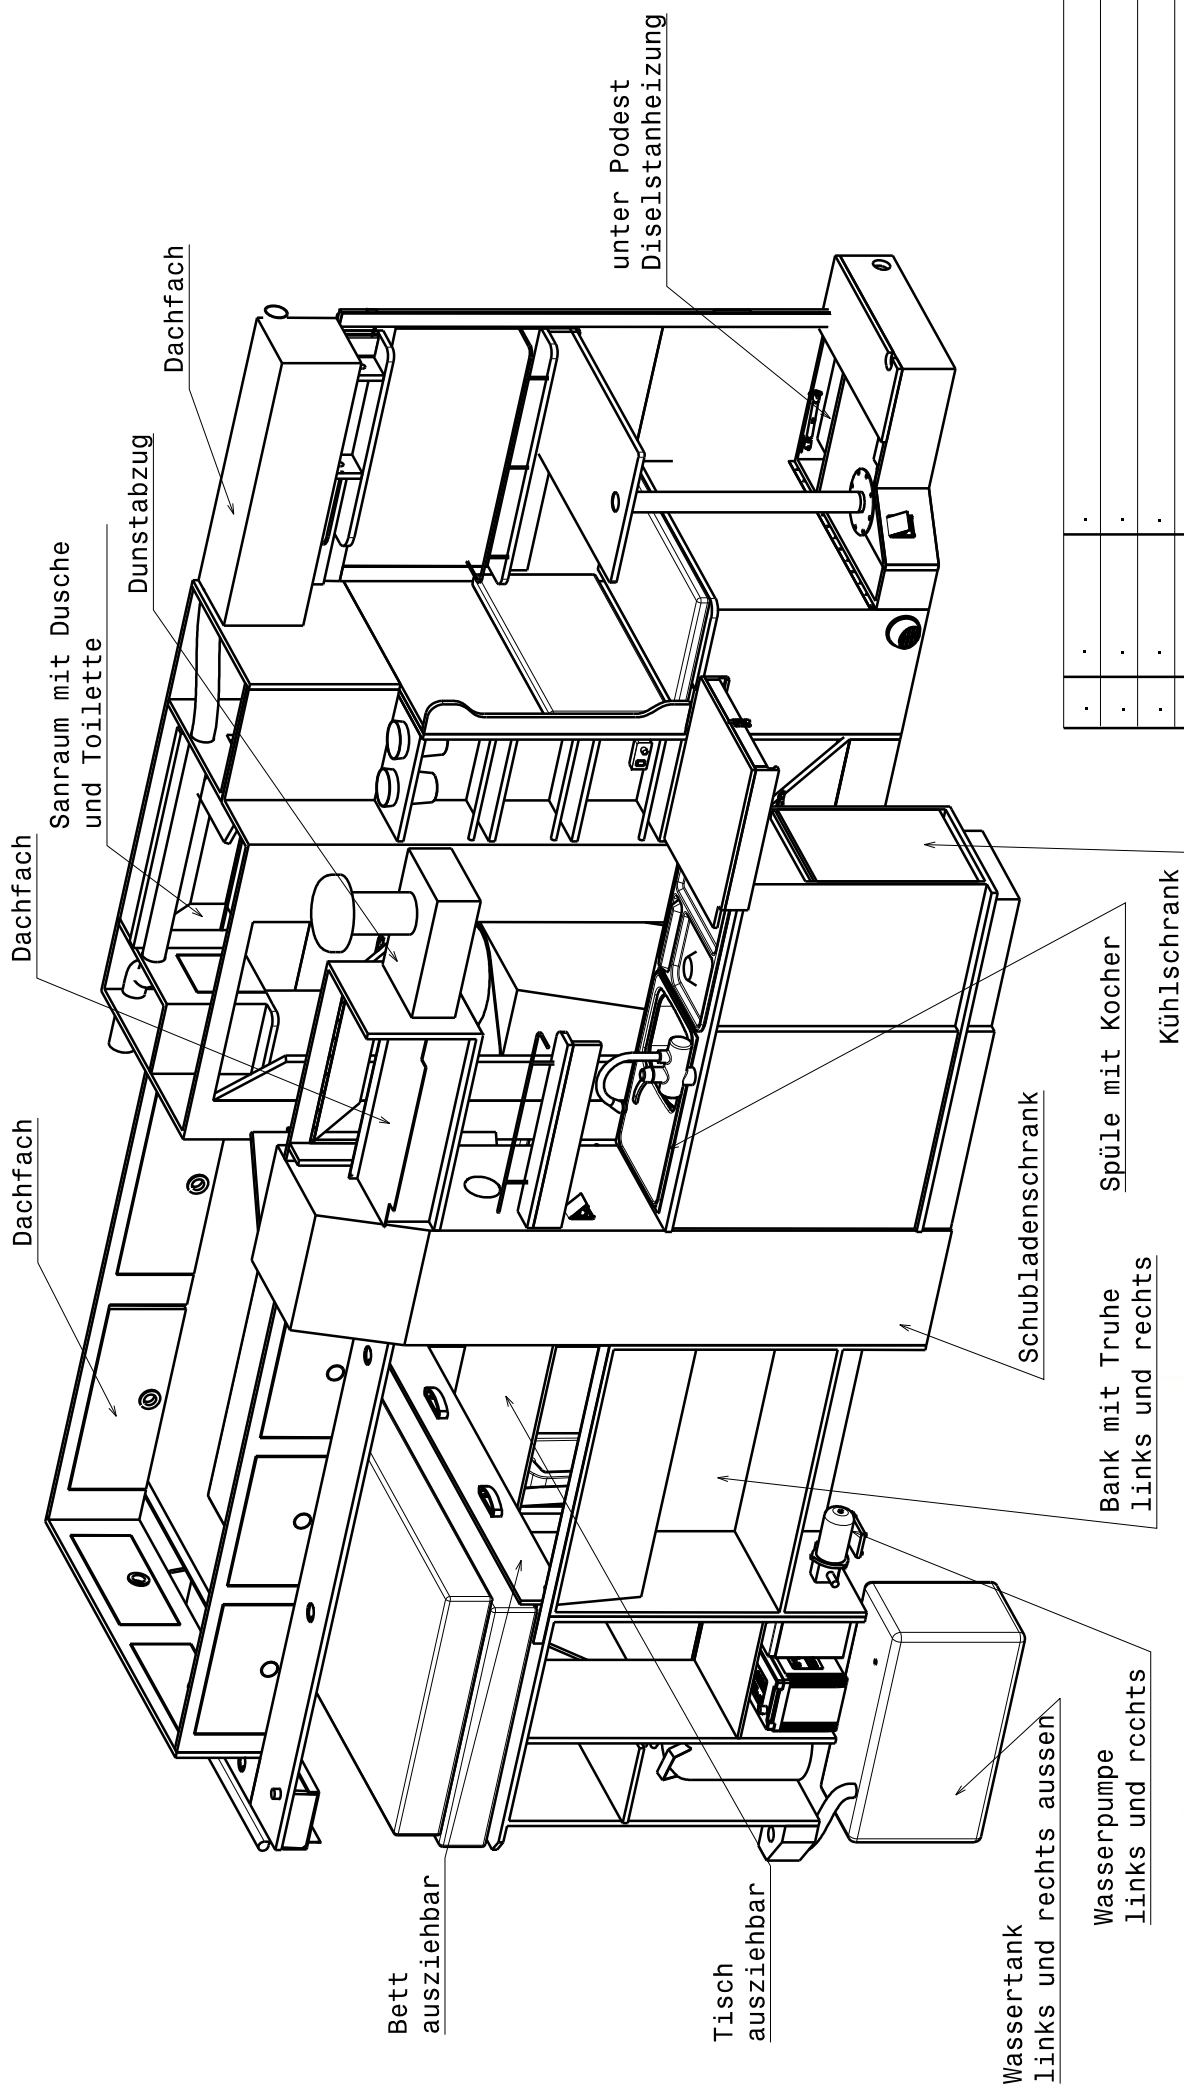 Dachfach
Dachfach
Sanraum mit Dusche
und Toilette
Dunstabzug
Dachfach
unter Podest
Diselstanheizung
Bett
ausziehbar
Tisch
ausziehbar
Wassertank
links und rechts aussen
Wasserpumpe
links und rcchts
Bank mit Truhe
links und rechts
Schubladenschrank
Spüle mit Kocher
Kühlschrank